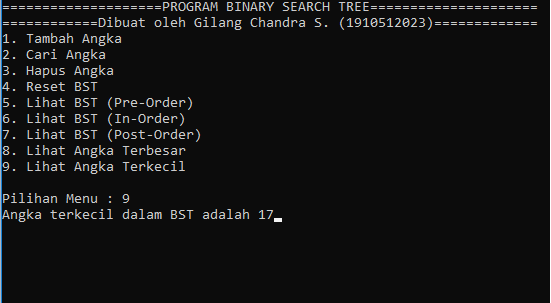 ====================PROGRAM BINARY SEARCH TREE=====================
============Dibuat oleh Gilang Chandra S. (1910512023)=============
1. Tambah Angka
2. Cari Angka
3. Hapus Angka
4. Reset BST
5. Lihat BST (Pre-Order)
6. Lihat BST (In-Order)
7. Lihat BST (Post-Order)
8. Lihat Angka Terbesar
9. Lihat Angka Terkecil
Pilihan Menu : 9
Angka terkecil dalam BST adalah 17